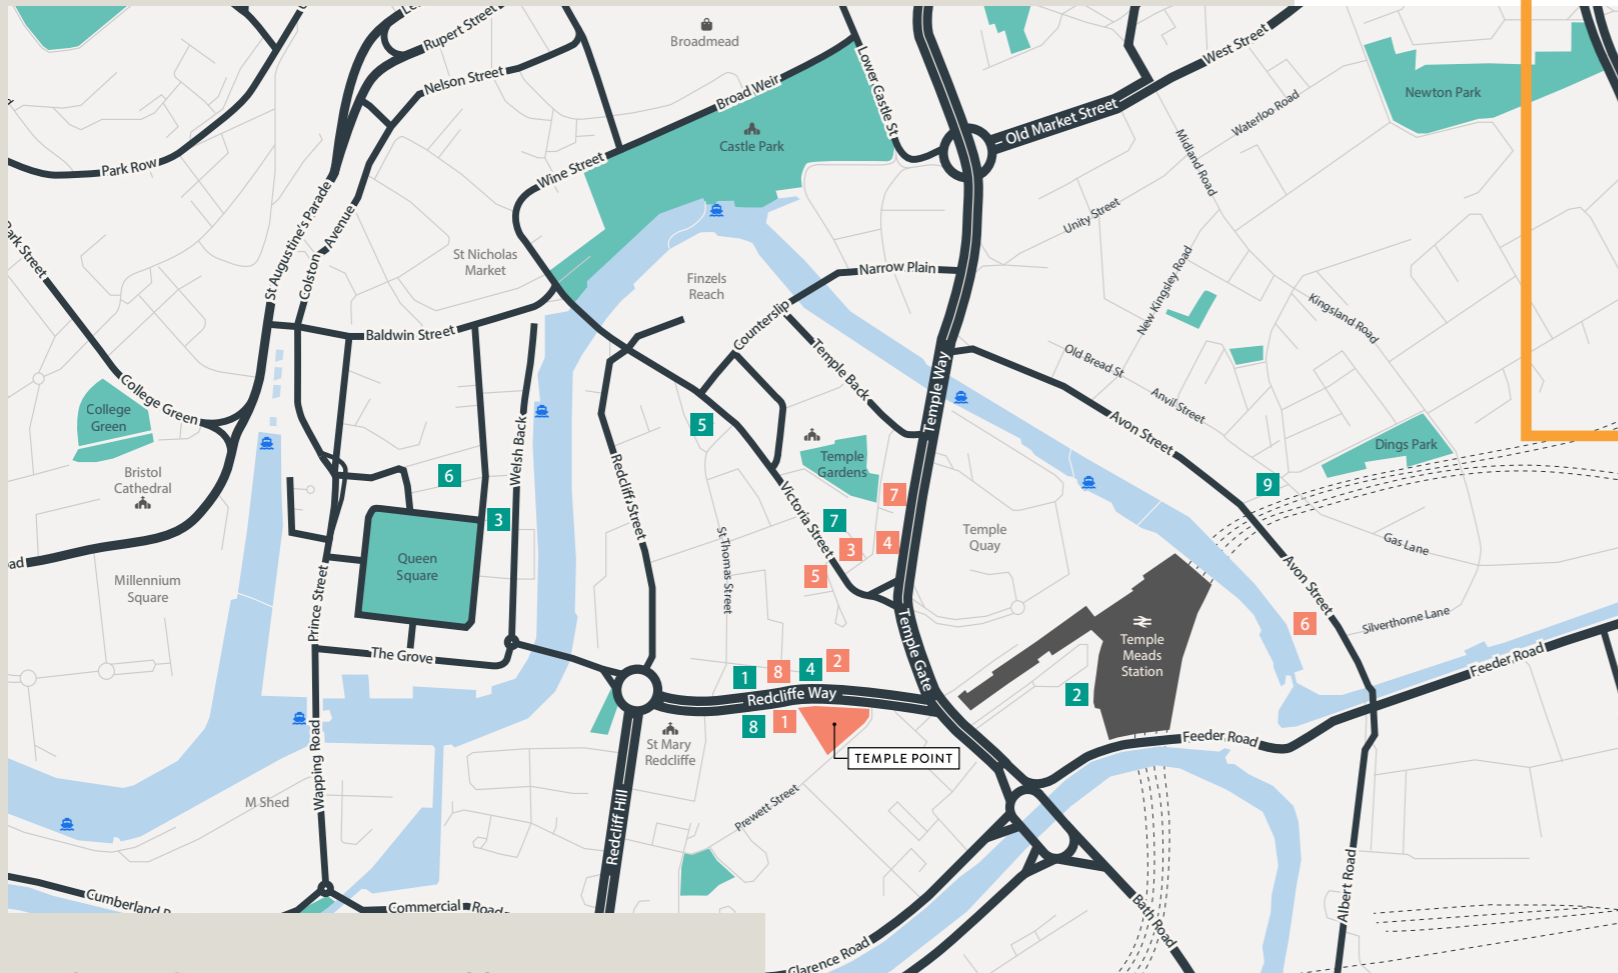 Rupert Street
Nelson Street
Broadmead
Lower Castle St
West Street
Newton Park
Broad Weir
Old Market Street
Waterloo Road
Castle Park
Midland Road
Park Row
Wine Street
St Augustine's Parade
Colston Avenue
Unity Street
Park Street
St Nicholas
Market
Finzels
Reach
Narrow Plain
New Kingsley Road
Kingsland Road
Baldwin Street
Counterslip
Temple Back
Temple Way
Old Bread St
Anvil Street
Avon Street
College Green
College
Green
Welsh Back
5
Temple
Gardens
Dings Park
Bristol
Cathedral
6
Redcliff Street
Victoria Street
7
9
3
7
Temple
Quay
4
3
Gas Lane
Queen
Square
St Thomas Street
5
Avon Street
Millennium
Square
Prince Street
6
Silverthorne Lane
Temple Gate
Temple
Meads
Station
The Grove
1
8
4
2
Feeder Road
Redcliffe Way
2
8
1
Feeder Road
St Mary
Redcliffe
TEMPLE POINT
Wapping Road
M Shed
Prewett Street
Redcliff Hill
Cumberland
Commercial Road
Albert Road
Bath Road
Clarence Road